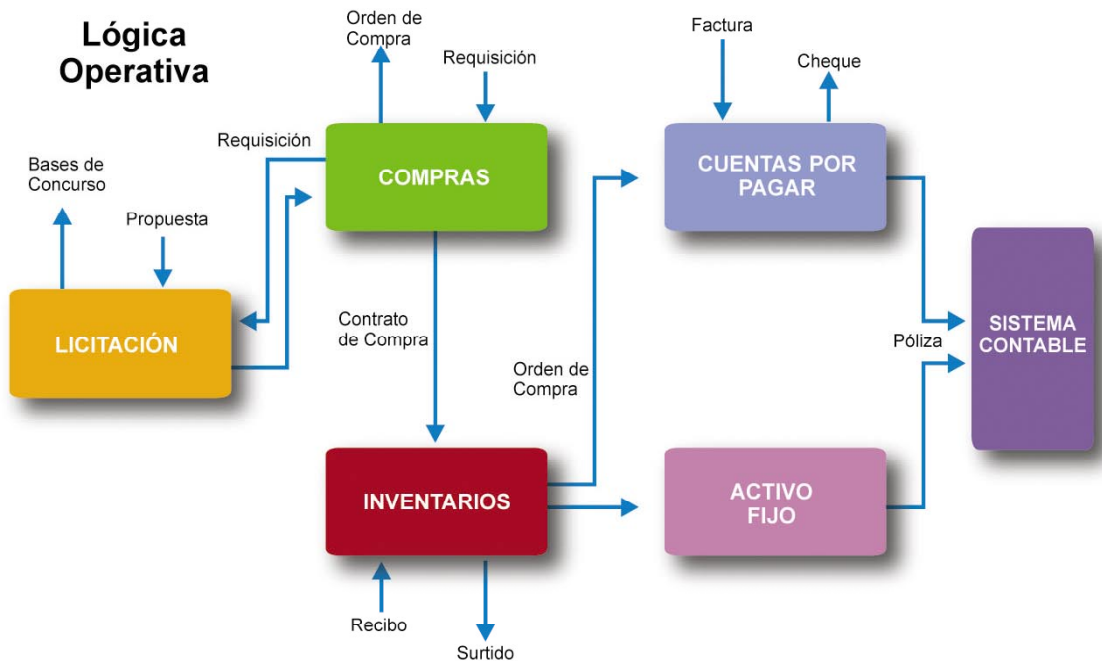 Lógica
Operativa
Orden de
Compra
Requisición
Factura
Cheque
Requisición
Bases de
Concurso
Propuesta
COMPRAS
CUENTAS POR
PAGAR
LICITACIÓN
Contrato
de Compra
Orden de
Compra
Póliza
SISTEMA
CONTABLE
INVENTARIOS
ACTIVO
FIJO
Recibo
Surtido